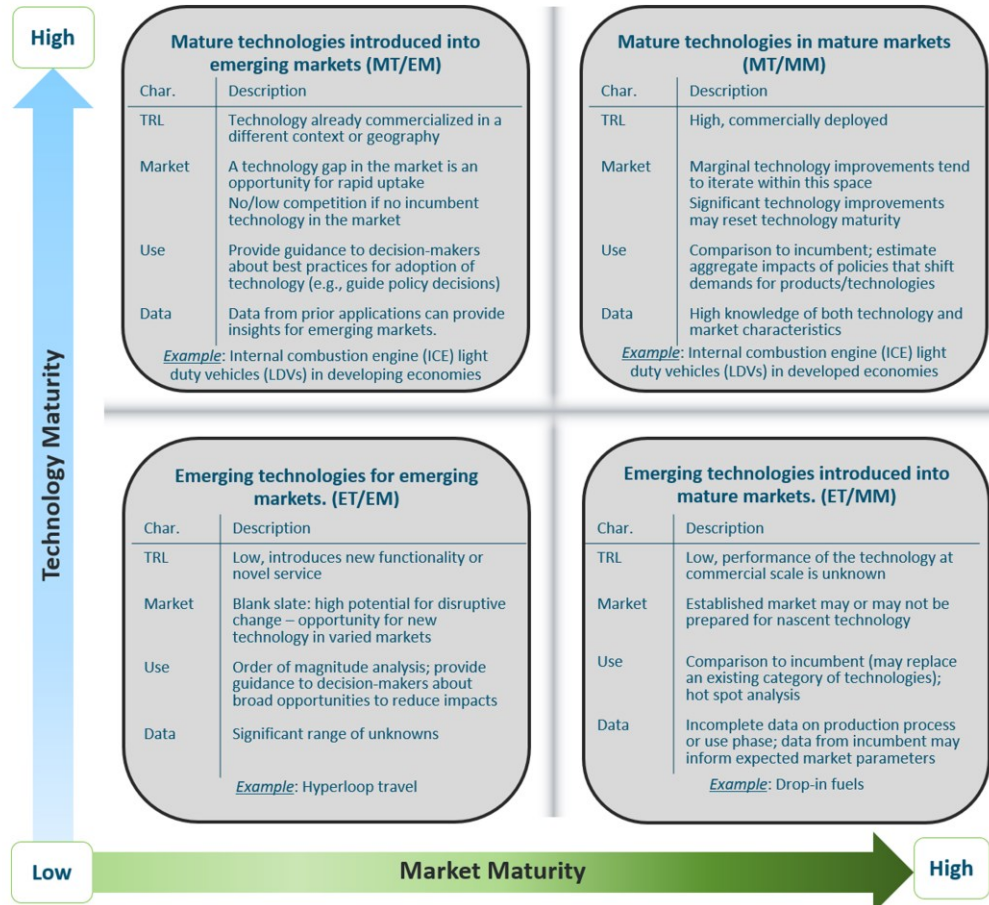 High
Technology Maturity
Mature technologies introduced into
emerging markets (MT/EM)
Char. Description
TRL Technology already commercialized in a
different context or geography
Market A technology gap in the market is an
opportunity for rapid uptake
No/low competition if no incumbent
technology in the market
Use Provide guidance to decision-makers
about best practices for adoption of
technology (e.g., guide policy decisions)
Data Data from prior applications can provide
insights for emerging markets.
Example: Internal combustion engine (ICE) light
duty vehicles (LDVs) in developing economies
Mature technologies in mature markets
(MT/MM)
Char. Description
TRL High, commercially deployed
Market Marginal technology improvements tend
to iterate within this space
Significant technology improvements
may reset technology maturity
Use Comparison to incumbent; estimate
aggregate impacts of policies that shift
demands for products/technologies
Data High knowledge of both technology and
market characteristics
Example: Internal combustion engine (ICE) light
duty vehicles (LDVs) in developed economies
Emerging technologies for emerging
markets. (ET/EM)
Char. Description
TRL Low, introduces new functionality or
novel service
Market Blank slate: high potential for disruptive
change – opportunity for new
technology in varied markets
Use Order of magnitude analysis; provide
guidance to decision-makers about
broad opportunities to reduce impacts
Data Significant range of unknowns
Example: Hyperloop travel
Emerging technologies introduced into
mature markets. (ET/MM)
Char. Description
TRL Low, performance of the technology at
commercial scale is unknown
Market Established market may or may not be
prepared for nascent technology
Use Comparison to incumbent (may replace
an existing category of technologies);
hot spot analysis
Data Incomplete data on production process
or use phase; data from incumbent may
inform expected market parameters
Example: Drop-in fuels
Low
Market Maturity
High